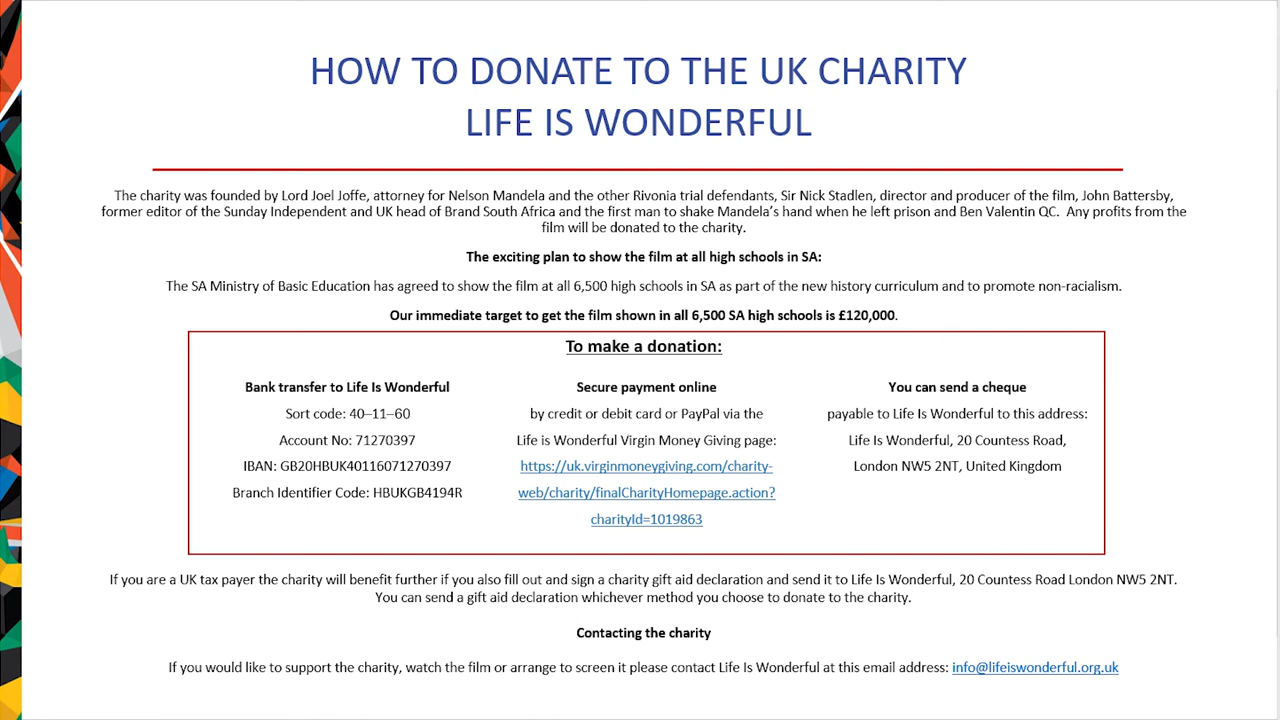 HOW TO DONATE TO THE UK CHARITY
LIFE IS WONDERFUL
The charity was founded by Lord Joel Joffe, attorney for Nelson Mandela and the other Rivonia trial defendants, Sir Nick Stadlen, director and producer of the film, John Battersby,
former editor of the Sunday Independent and UK head of Brand South Africa and the first man to shake Mandela's hand when he left prison and Ben Valentin QC.  Any profits from the
film will be donated to the charity.
The exciting plan to show the film at all high schools in SA:
The SA Ministry of Basic Education has agreed to show the film at all 6,500 high schools in SA as part of the new history curriculum and to promote non-racialism.
Our immediate target to get the film shown in all 6,500 SA high schools is £120,000.
To make a donation:
Bank transfer to Life Is Wonderful
Sort code: 40–11–60
Account No: 71270397
IBAN: GB20HBUK40116071270397
Branch Identifier Code: HBUKGB4194R
Secure payment online
by credit or debit card or PayPal via the
Life is Wonderful Virgin Money Giving page:
https://uk.virginmoneygiving.com/charity-
web/charity/finalCharityHomepage.action?
charityId=1019863
You can send a cheque
payable to Life Is Wonderful to this address:
Life Is Wonderful, 20 Countess Road,
London NW5 2NT, United Kingdom
If you are a UK tax payer the charity will benefit further if you also fill out and sign a charity gift aid declaration and send it to Life Is Wonderful, 20 Countess Road London NW5 2NT.
You can send a gift aid declaration whichever method you choose to donate to the charity.
Contacting the charity
If you would like to support the charity, watch the film or arrange to screen it please contact Life Is Wonderful at this email address: info@lifeiswonderful.org.uk